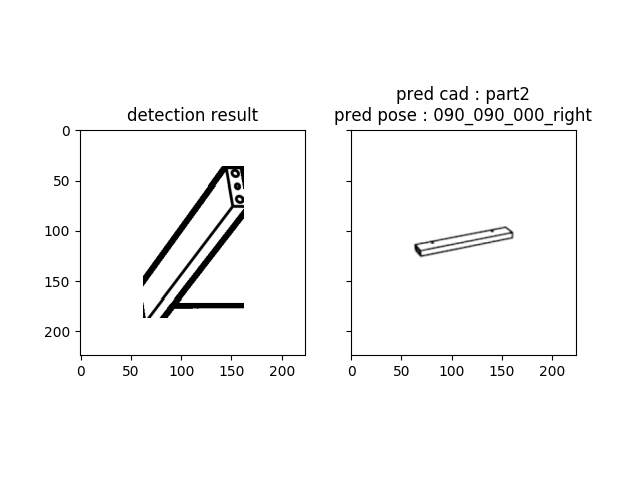 detection result
pred cad : part2
pred pose : 090_090_000_right
0
50
100
150
200
0 50 100 150 200
0 50 100 150 200